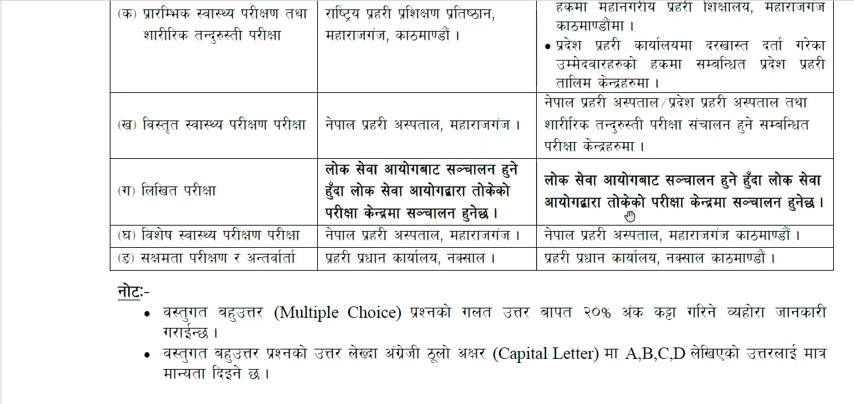 (क) प्रारम्भिक स्वास्थ्य परीक्षण तथा
शारीरिक तन्दुरुस्ती परीक्षा
राष्ट्रिय प्रहरी प्रशिक्षण प्रतिष्ठान,
महाराजगंज, काठमाण्डौं ।
हकमा महानगरीय प्रहरी शिक्षालय, महाराजगंज
काठमाण्डौंमा ।
• प्रदेश प्रहरी कार्यालयमा दरखास्त दर्ता गरेका
उम्मेदवारहरुको हकमा सम्बन्धित प्रदेश प्रहरी
तालिम केन्द्रहरुमा ।
(ख) विस्तृत स्वास्थ्य परीक्षण परीक्षा
नेपाल प्रहरी अस्पताल, महाराजगंज ।
नेपाल प्रहरी अस्पताल/प्रदेश प्रहरी अस्पताल तथा
शारीरिक तन्दुरुस्ती परीक्षा संचालन हुने सम्बन्धित
परीक्षा केन्द्रहरुमा ।
(ग) लिखित परीक्षा
लोक सेवा आयोगबाट सञ्चालन हुने
हुँदा लोक सेवा आयोगद्वारा तोकेको
परीक्षा केन्द्रमा सञ्चालन हुनेछ ।
लोक सेवा आयोगबाट सञ्चालन हुने हुँदा लोक सेवा
आयोगद्वारा तोकेको परीक्षा केन्द्रमा सञ्चालन हुनेछ ।
(घ) विशेष स्वास्थ्य परीक्षण परीक्षा
नेपाल प्रहरी अस्पताल, महाराजगंज ।
नेपाल प्रहरी अस्पताल, महाराजगंज काठमाण्डौं ।
(ङ) सक्षमता परीक्षण र अन्तर्वार्ता
प्रहरी प्रधान कार्यालय, नक्साल ।
प्रहरी प्रधान कार्यालय, नक्साल काठमाण्डौं ।
नोटः-
• वस्तुगत बहुउत्तर (Multiple Choice) प्रश्नको गलत उत्तर बापत २०% अंक कट्टा गरिने व्यहोरा जानकारी
गराईन्छ ।
• वस्तुगत बहुउत्तर प्रश्नको उत्तर लेख्दा अंग्रेजी ठूलो अक्षर (Capital Letter) मा A,B,C,D लेखिएको उत्तरलाई मात्र
मान्यता दिइने छ ।